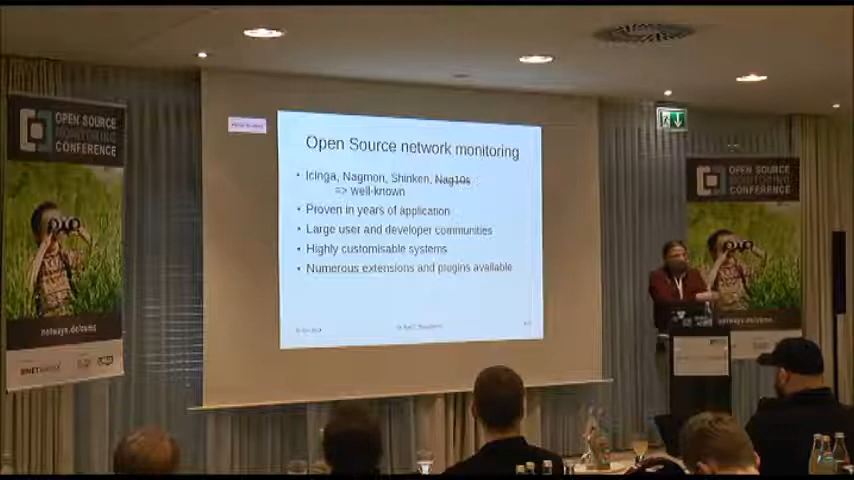 OPEN SOURCE
MONITORING
CONFERENCE
netways.de/osmc
Open Source network monitoring
• Icinga, Nagmon, Shinken, Nag10s
=> well-known
• Proven in years of application
• Large user and developer communities
• Highly customisable systems
• Numerous extensions and plugins available
OPEN SOURCE
MONITORING
CONFERENCE